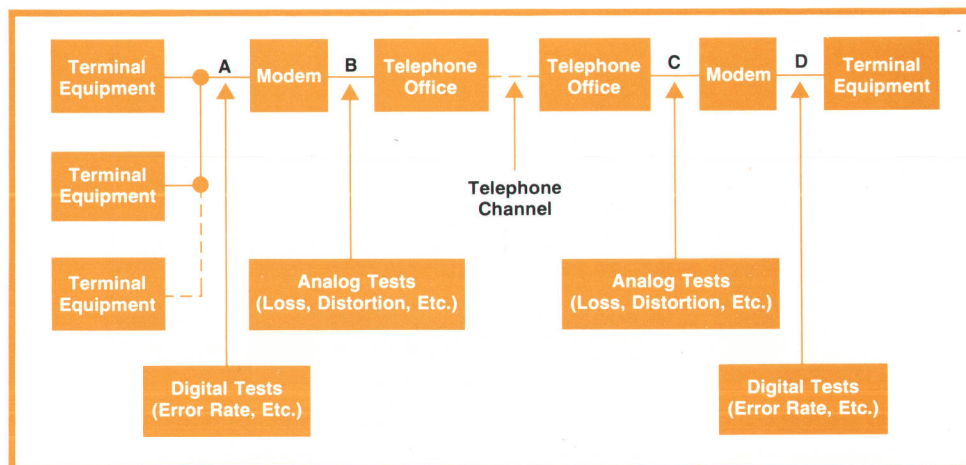 Terminal
Equipment
A
Modem
B
Telephone
Office
Telephone
Office
C
Modem
D
Terminal
Equipment
Terminal
Equipment
Telephone
Channel
Terminal
Equipment
Analog Tests
(Loss, Distortion, Etc.)
Analog Tests
(Loss, Distortion, Etc.)
Digital Tests
(Error Rate, Etc.)
Digital Tests
(Error Rate, Etc.)